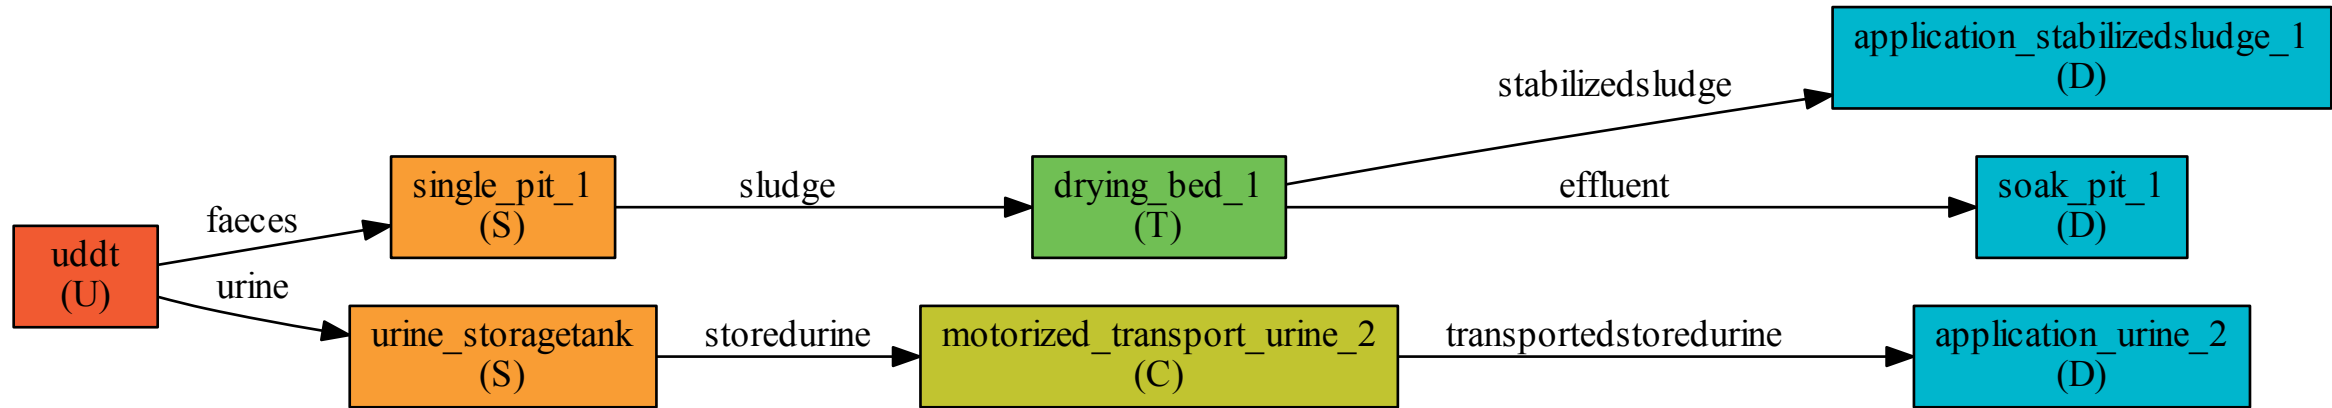 uddt
(U)
faeces
urine
single_pit_1
(S)
urine_storagetank
(S)
sludge
storedurine
drying_bed_1
(T)
motorized_transport_urine_2
(C)
stabilizedsludge
effluent
transportedstoredurine
application_stabilizedsludge_1
(D)
soak_pit_1
(D)
application_urine_2
(D)